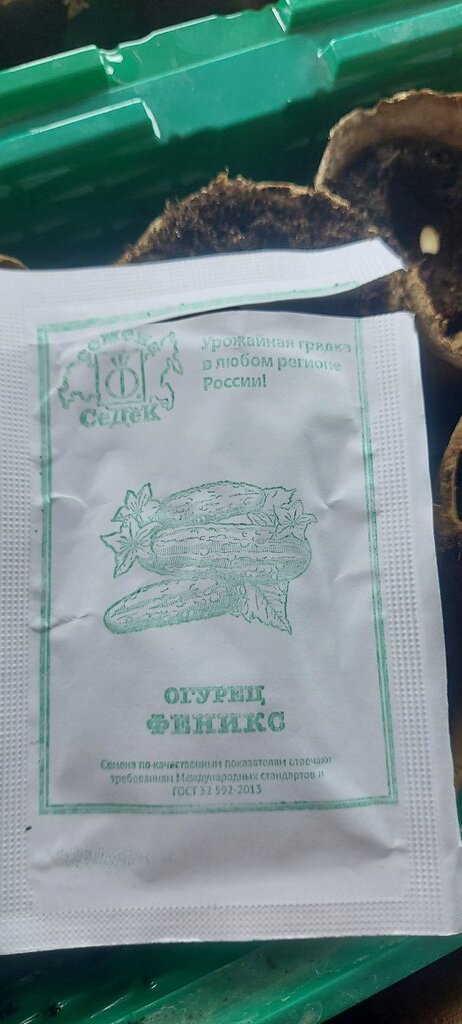 семена
СеДеК
Урожайная грядка
в любом регионе
России!
ОГУРЕЦ
ФЕНИКС
Семена по качественным показателям отвечают
требованиям Международных стандартов и
ГОСТ 32 592-2013